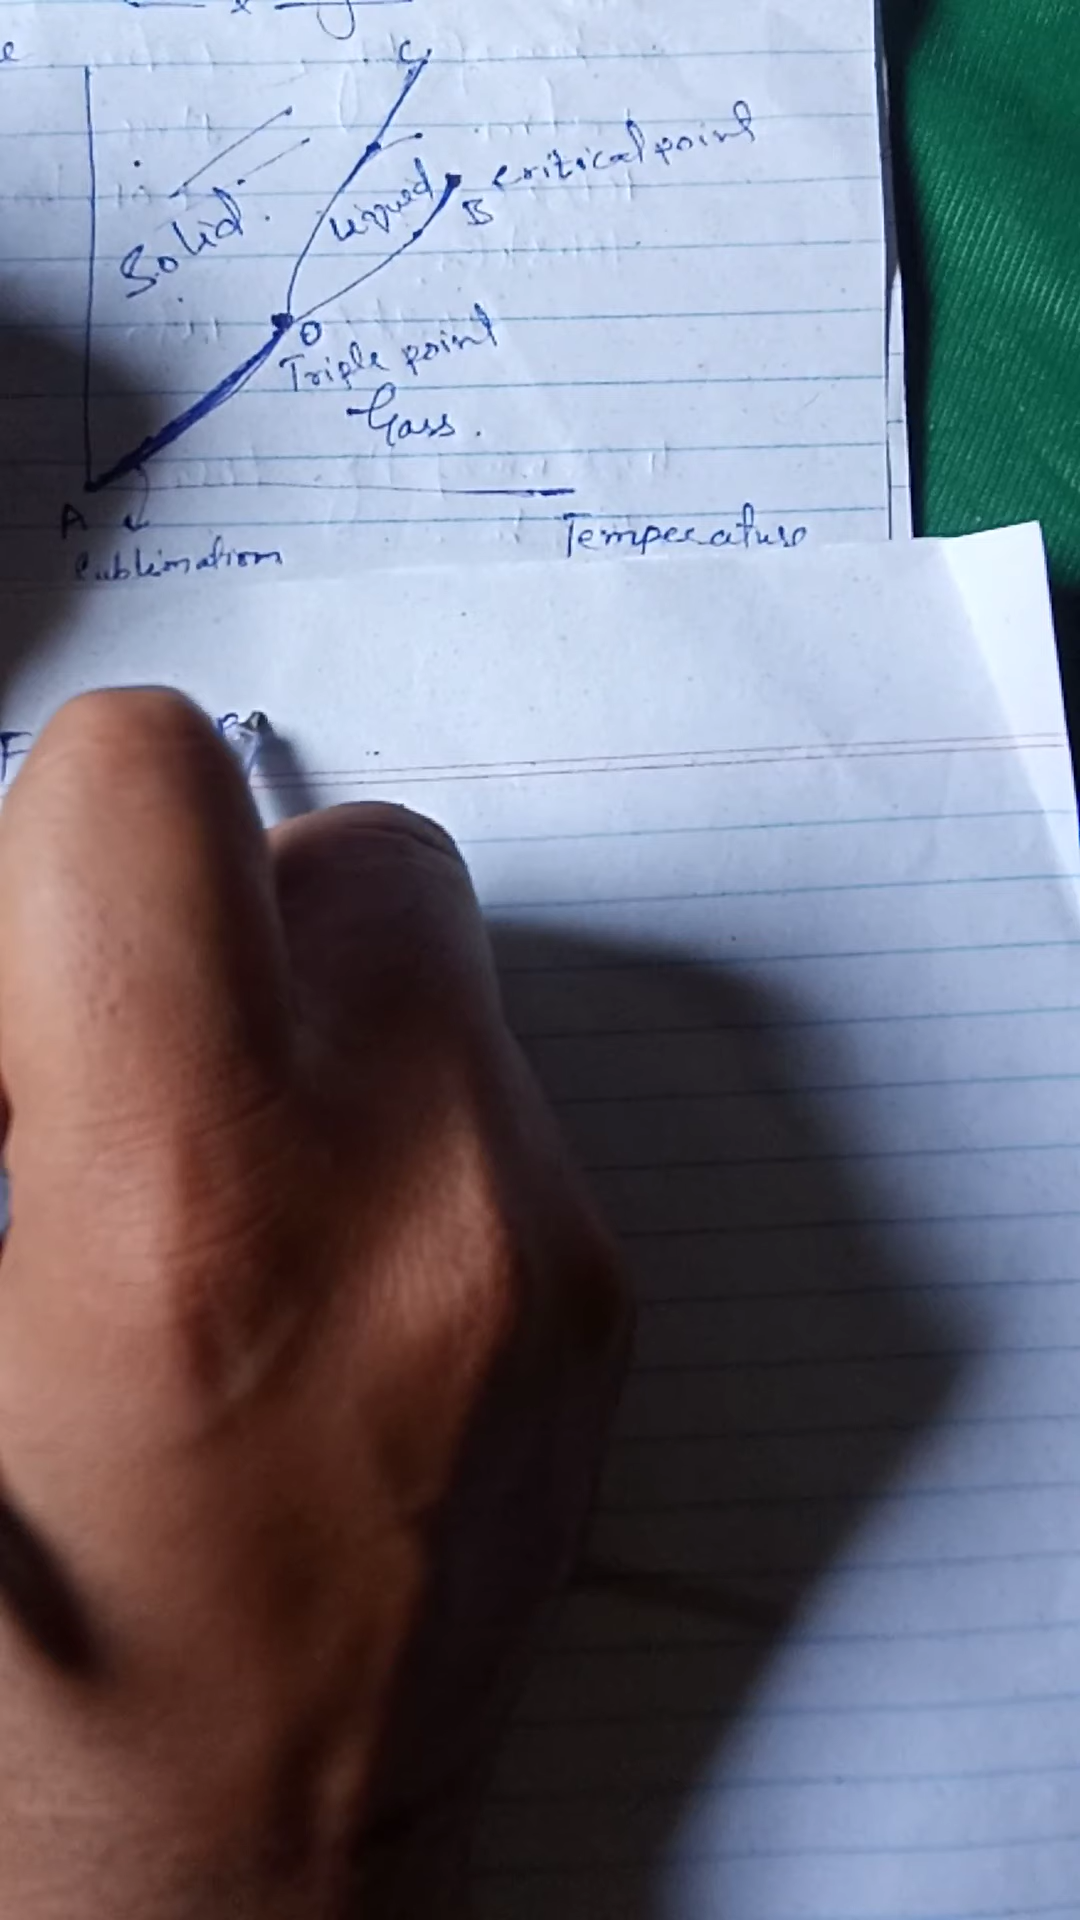 C
critical point
Liquid
B
Solid.
O
Triple point
Gass.
A
Temperature
Sublimation
F